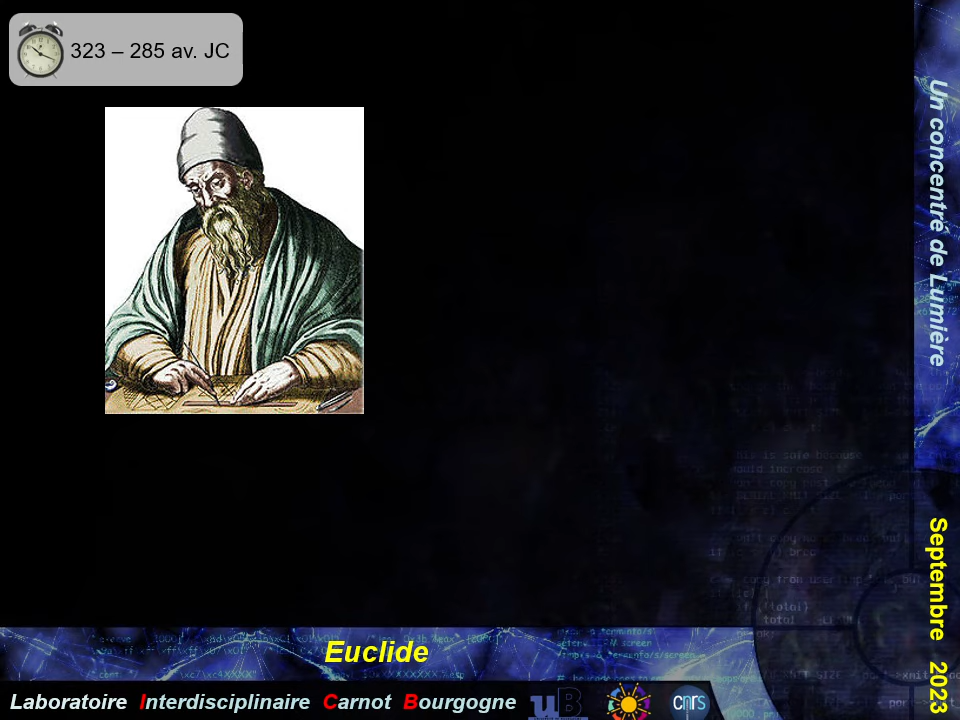 323 – 285 av. JC
Un concentré de Lumière
Septembre 2023
Euclide
Laboratoire Interdisciplinaire Carnot Bourgogne
uB
cnrs